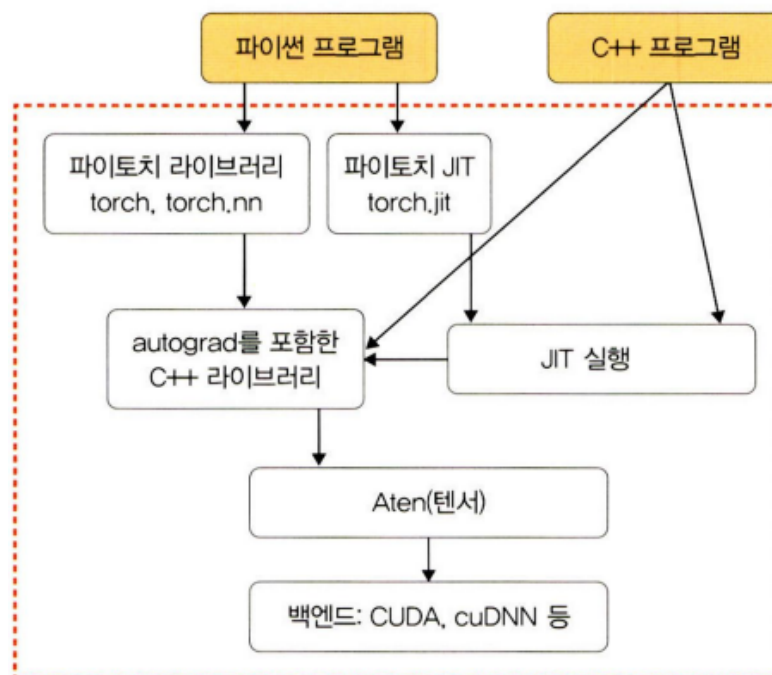 파이썬 프로그램
C++ 프로그램
파이토치 라이브러리
torch, torch.nn
파이토치 JIT
torch.jit
autograd를 포함한
C++ 라이브러리
JIT 실행
Aten(텐서)
백엔드: CUDA, cuDNN 등